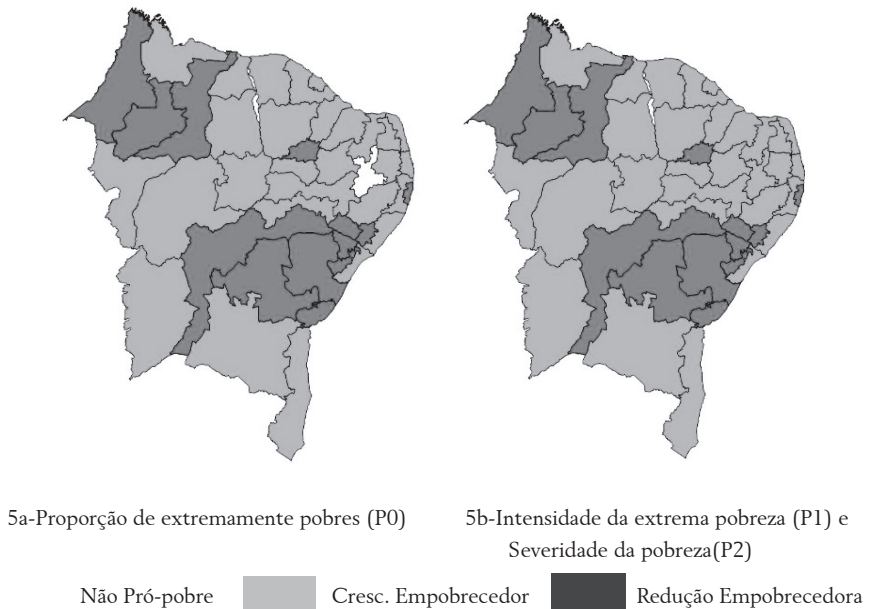 5a-Proporção de extremamente pobres (P0)
5b-Intensidade da extrema pobreza (P1) e
Severidade da pobreza(P2)
Não Pró-pobre Cresc. Empobrecedor Redução Empobrecedora